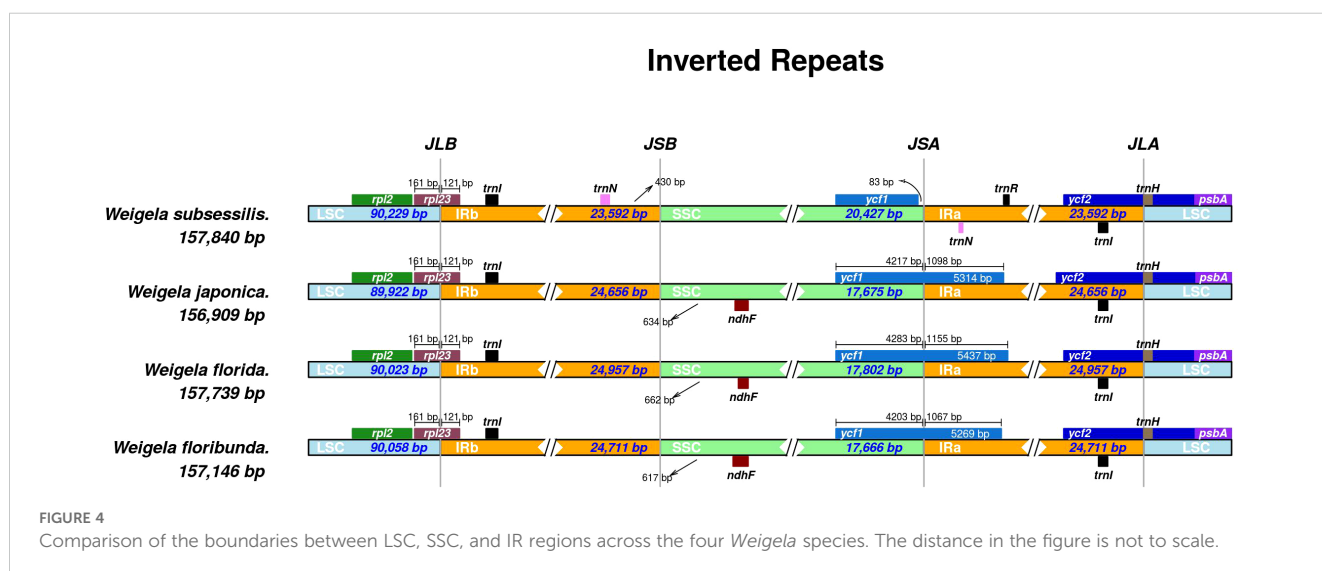 Inverted Repeats
JLB JSB JSA JLA
161 bp 121 bp trnI trnN 430 bp 83 bp trnR trnH
rpl2 rpl23 ycf1 ycf2 psbA
Weigela subsessilis. LSC 90,229 bp IRb 23,592 bp SSC 20,427 bp IRa 23,592 bp LSC
157,840 bp trnN trnI
161 bp 121 bp trnI 4217 bp 1098 bp trnH
rpl2 rpl23 ycf1 5314 bp ycf2 psbA
Weigela japonica. LSC 89,922 bp IRb 24,656 bp SSC 17,675 bp IRa 24,656 bp LSC
156,909 bp 634 bp ndhF trnI
161 bp 121 bp trnI 4283 bp 1155 bp trnH
rpl2 rpl23 ycf1 5437 bp ycf2 psbA
Weigela florida. LSC 90,023 bp IRb 24,957 bp SSC 17,802 bp IRa 24,957 bp LSC
157,739 bp 662 bp ndhF trnI
161 bp 121 bp trnI 4203 bp 1067 bp trnH
rpl2 rpl23 ycf1 5269 bp ycf2 psbA
Weigela floribunda. LSC 90,058 bp IRb 24,711 bp SSC 17,666 bp IRa 24,711 bp LSC
157,146 bp 617 bp ndhF trnI
FIGURE 4
Comparison of the boundaries between LSC, SSC, and IR regions across the four Weigela species. The distance in the figure is not to scale.